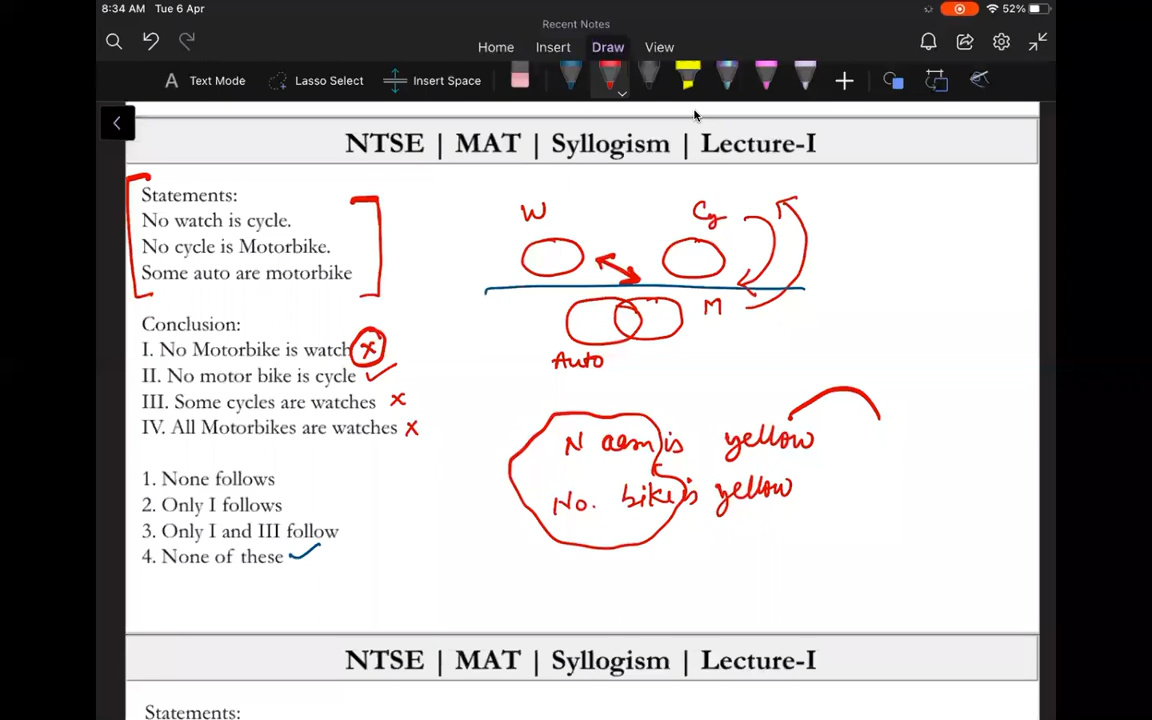 8:34 AM Tue 6 Apr
52%
Recent Notes
Home Insert Draw View
Text Mode Lasso Select Insert Space
NTSE | MAT | Syllogism | Lecture-I
Statements:
No watch is cycle.
No cycle is Motorbike.
Some auto are motorbike
Conclusion:
I. No Motorbike is watch x
II. No motor bike is cycle
III. Some cycles are watches x
IV. All Motorbikes are watches x
1. None follows
2. Only I follows
3. Only I and III follow
4. None of these
W Cy
M
Auto
N is yellow
No. bike is yellow
NTSE | MAT | Syllogism | Lecture-I
Statements: